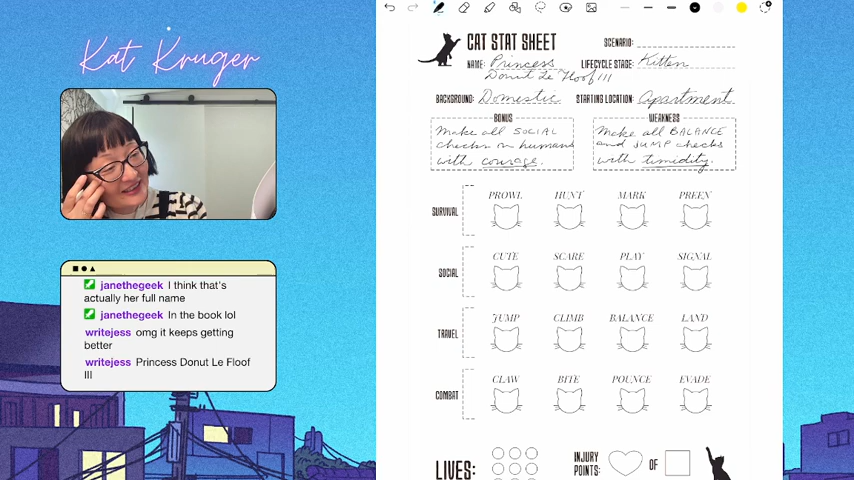 Kat Kruger
janethegeek I think that's
actually her full name
janethegeek In the book lol
writejess omg it keeps getting
better
writejess Princess Donut Le Floof
III
CAT STAT SHEET
SCENARIO:
NAME: Princess
Donut Le Floof III
LIFECYCLE STAGE: Kitten
BACKGROUND: Domestic
STARTING LOCATION: Apartment
BONUS
Make all SOCIAL
checks on humans
with courage.
WEAKNESS
Make all BALANCE
and JUMP checks
with timidity.
SURVIVAL
PROWL HUNT MARK PREEN
SOCIAL
CUTE SCARE PLAY SIGNAL
TRAVEL
JUMP CLIMB BALANCE LAND
COMBAT
CLAW BITE POUNCE EVADE
LIVES:
INJURY
POINTS:
OF